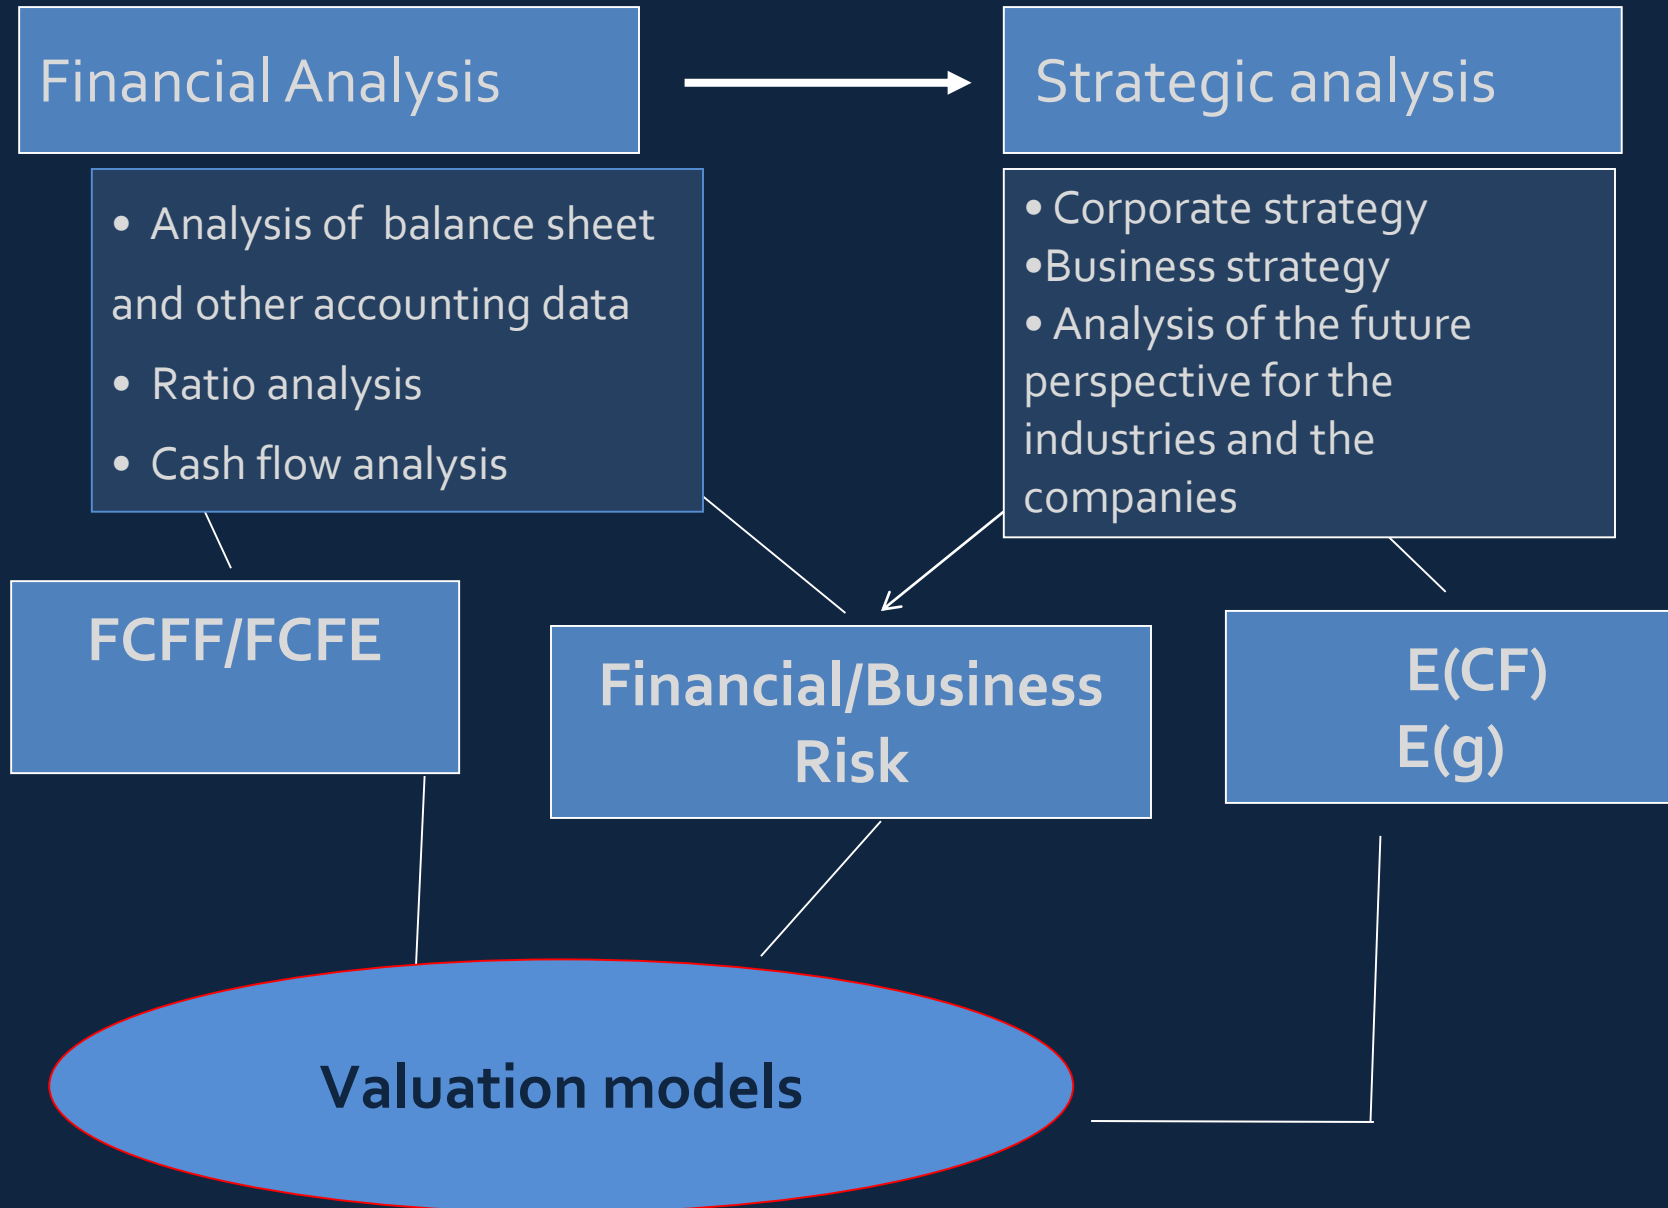 Financial Analysis
Strategic analysis
• Analysis of balance sheet
and other accounting data
• Ratio analysis
• Cash flow analysis
• Corporate strategy
•Business strategy
• Analysis of the future
perspective for the
industries and the
companies
FCFF/FCFE
Financial/Business
Risk
E(CF)
E(g)
Valuation models